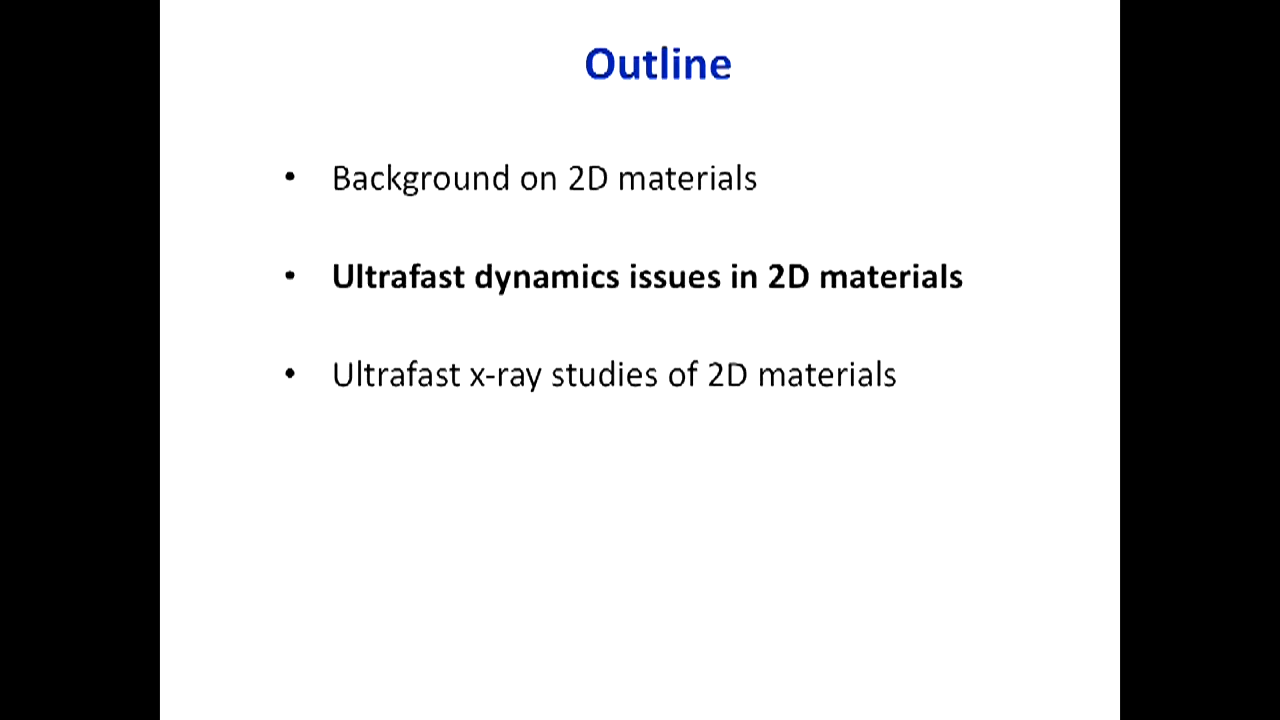 Outline
• Background on 2D materials
• Ultrafast dynamics issues in 2D materials
• Ultrafast x-ray studies of 2D materials